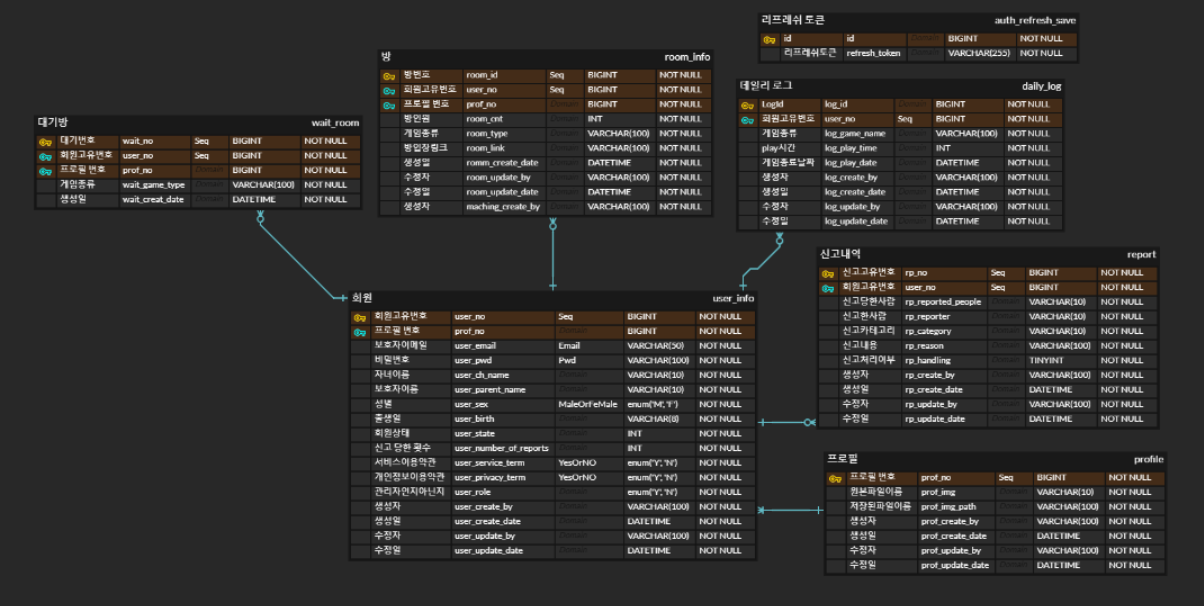 리프레쉬 토큰 auth_refresh_save
id id Domain BIGINT NOT NULL
리프레쉬토큰 refresh_token Domain VARCHAR(255) NOT NULL
방 room_info
방번호 room_id Seq BIGINT NOT NULL
회원고유번호 user_no Seq BIGINT NOT NULL
프로필 번호 prof_no Domain BIGINT NOT NULL
방인원 room_cnt Domain INT NOT NULL
게임종류 room_type Domain VARCHAR(100) NOT NULL
방입장링크 room_link Domain VARCHAR(100) NOT NULL
생성일 romm_create_date Domain DATETIME NOT NULL
수정자 room_update_by Domain VARCHAR(100) NOT NULL
수정일 room_update_date Domain DATETIME NOT NULL
생성자 maching_create_by Domain VARCHAR(100) NOT NULL
데일리 로그 daily_log
LogId log_id Domain BIGINT NOT NULL
회원고유번호 user_no Seq BIGINT NOT NULL
게임종류 log_game_name Domain VARCHAR(100) NOT NULL
play시간 log_play_time Domain INT NOT NULL
게임종료날짜 log_play_date Domain DATETIME NOT NULL
생성자 log_create_by Domain VARCHAR(100) NOT NULL
생성일 log_create_date Domain DATETIME NOT NULL
수정자 log_update_by Domain VARCHAR(100) NOT NULL
수정일 log_update_date Domain DATETIME NOT NULL
대기방 wait_room
대기번호 wait_no Seq BIGINT NOT NULL
회원고유번호 user_no Seq BIGINT NOT NULL
프로필 번호 prof_no Domain BIGINT NOT NULL
게임종류 wait_game_type Domain VARCHAR(100) NOT NULL
생성일 wait_creat_date Domain DATETIME NOT NULL
신고내역 report
신고고유번호 rp_no Seq BIGINT NOT NULL
회원고유번호 user_no Seq BIGINT NOT NULL
신고당한사람 rp_reported_people Domain VARCHAR(10) NOT NULL
신고한사람 rp_reporter Domain VARCHAR(10) NOT NULL
신고카테고리 rp_category Domain VARCHAR(10) NOT NULL
신고내용 rp_reason Domain VARCHAR(100) NOT NULL
신고처리여부 rp_handling Domain TINYINT NOT NULL
생성자 rp_create_by Domain VARCHAR(100) NOT NULL
생성일 rp_create_date Domain DATETIME NOT NULL
수정자 rp_update_by Domain VARCHAR(100) NOT NULL
수정일 rp_update_date Domain DATETIME NOT NULL
회원 user_info
회원고유번호 user_no Seq BIGINT NOT NULL
프로필 번호 prof_no Domain BIGINT NOT NULL
보호자이메일 user_email Email VARCHAR(50) NOT NULL
비밀번호 user_pwd Pwd VARCHAR(100) NOT NULL
자녀이름 user_ch_name Domain VARCHAR(10) NOT NULL
보호자이름 user_parent_name Domain VARCHAR(10) NOT NULL
성별 user_sex MaleOrFeMale enum("M", "F") NOT NULL
출생일 user_birth Domain VARCHAR(8) NOT NULL
회원상태 user_state Domain INT NOT NULL
신고 당한 횟수 user_number_of_reports Domain INT NOT NULL
서비스이용약관 user_service_term YesOrNO enum("Y", "N") NOT NULL
개인정보이용약관 user_privacy_term YesOrNO enum("Y", "N") NOT NULL
관리자인지아닌지 user_role Domain enum("Y", "N") NOT NULL
생성자 user_create_by Domain VARCHAR(100) NOT NULL
생성일 user_create_date Domain DATETIME NOT NULL
수정자 user_update_by Domain VARCHAR(100) NOT NULL
수정일 user_update_date Domain DATETIME NOT NULL
프로필 profile
프로필 번호 prof_no Seq BIGINT NOT NULL
원본파일이름 prof_img Domain VARCHAR(10) NOT NULL
저장된파일이름 prof_img_path Domain VARCHAR(100) NOT NULL
생성자 prof_create_by Domain VARCHAR(100) NOT NULL
생성일 prof_create_date Domain DATETIME NOT NULL
수정자 prof_update_by Domain VARCHAR(100) NOT NULL
수정일 prof_update_date Domain DATETIME NOT NULL